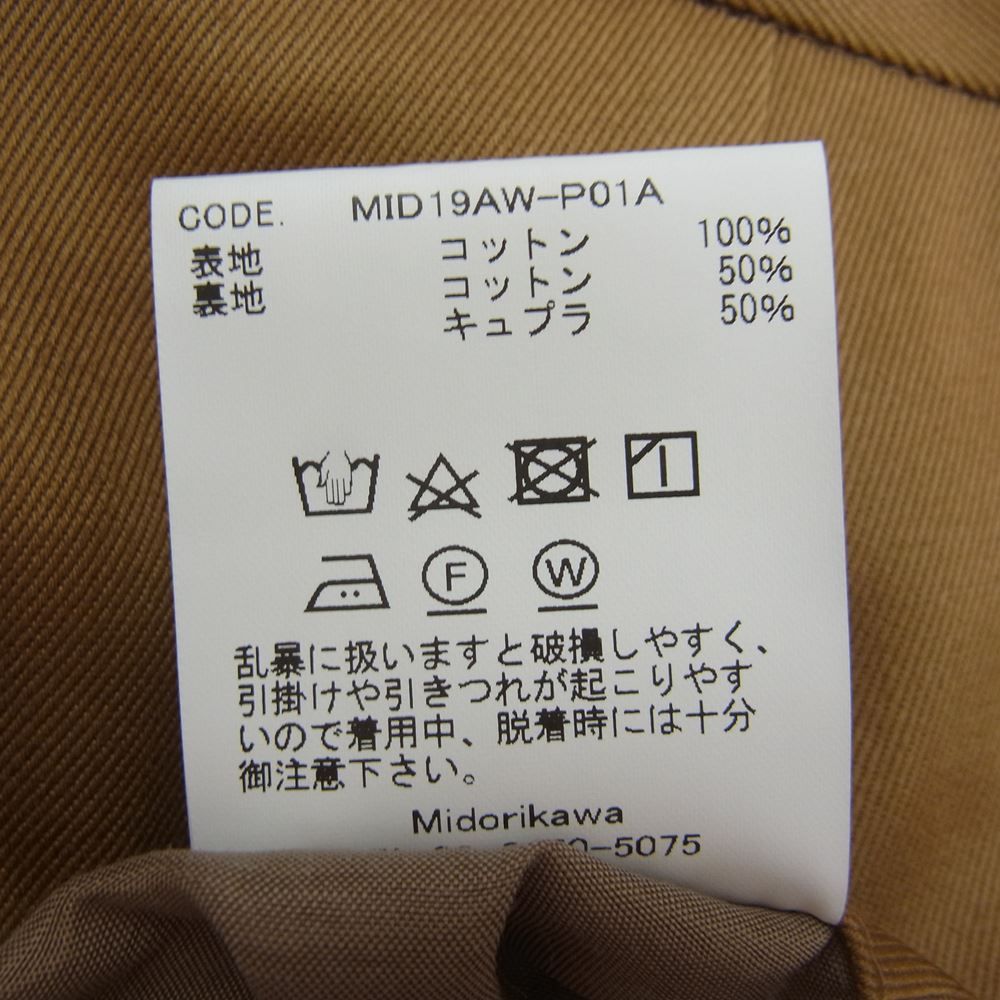 CODE. MID19AW-P01A
表地 コットン 100%
裏地 コットン 50%
キュプラ 50%
F W
乱暴に扱いますと破損しやすく、
引掛けや引きつれが起こりやす
いので着用中、脱着時には十分
御注意下さい。
Midorikawa
-5075